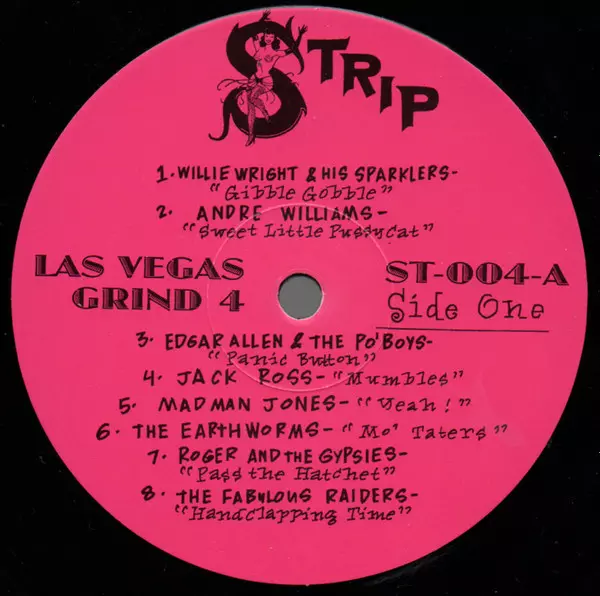 STRIP
1. WILLIE WRIGHT & HIS SPARKLERS-
"Gibble Gobble"
2. ANDRE WILLIAMS-
"Sweet Little Pussycat"
LAS VEGAS
GRIND 4
ST-004-A
Side One
3. EDGAR ALLEN & THE PO'BOYS-
"Panic Button"
4. JACK ROSS- "Mumbles"
5. MAD MAN JONES- "Yeah!"
6. THE EARTHWORMS- "Mo' Taters"
7. ROGER AND THE GYPSIES-
"Pass the Hatchet"
8. THE FABULOUS RAIDERS-
"Handclapping Time"